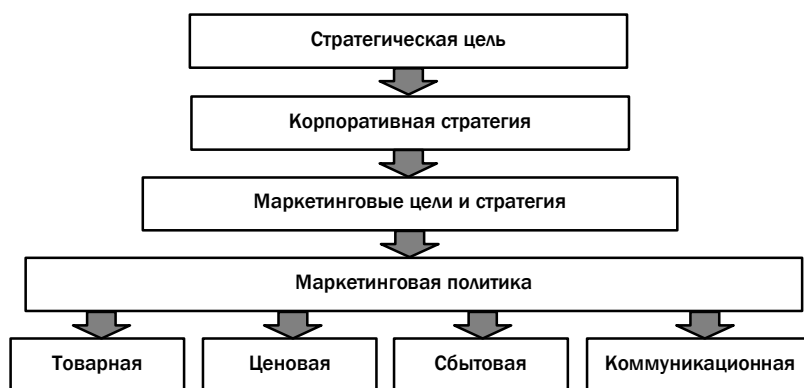 Стратегическая цель
Корпоративная стратегия
Маркетинговые цели и стратегия
Маркетинговая политика
Товарная
Ценовая
Сбытовая
Коммуникационная